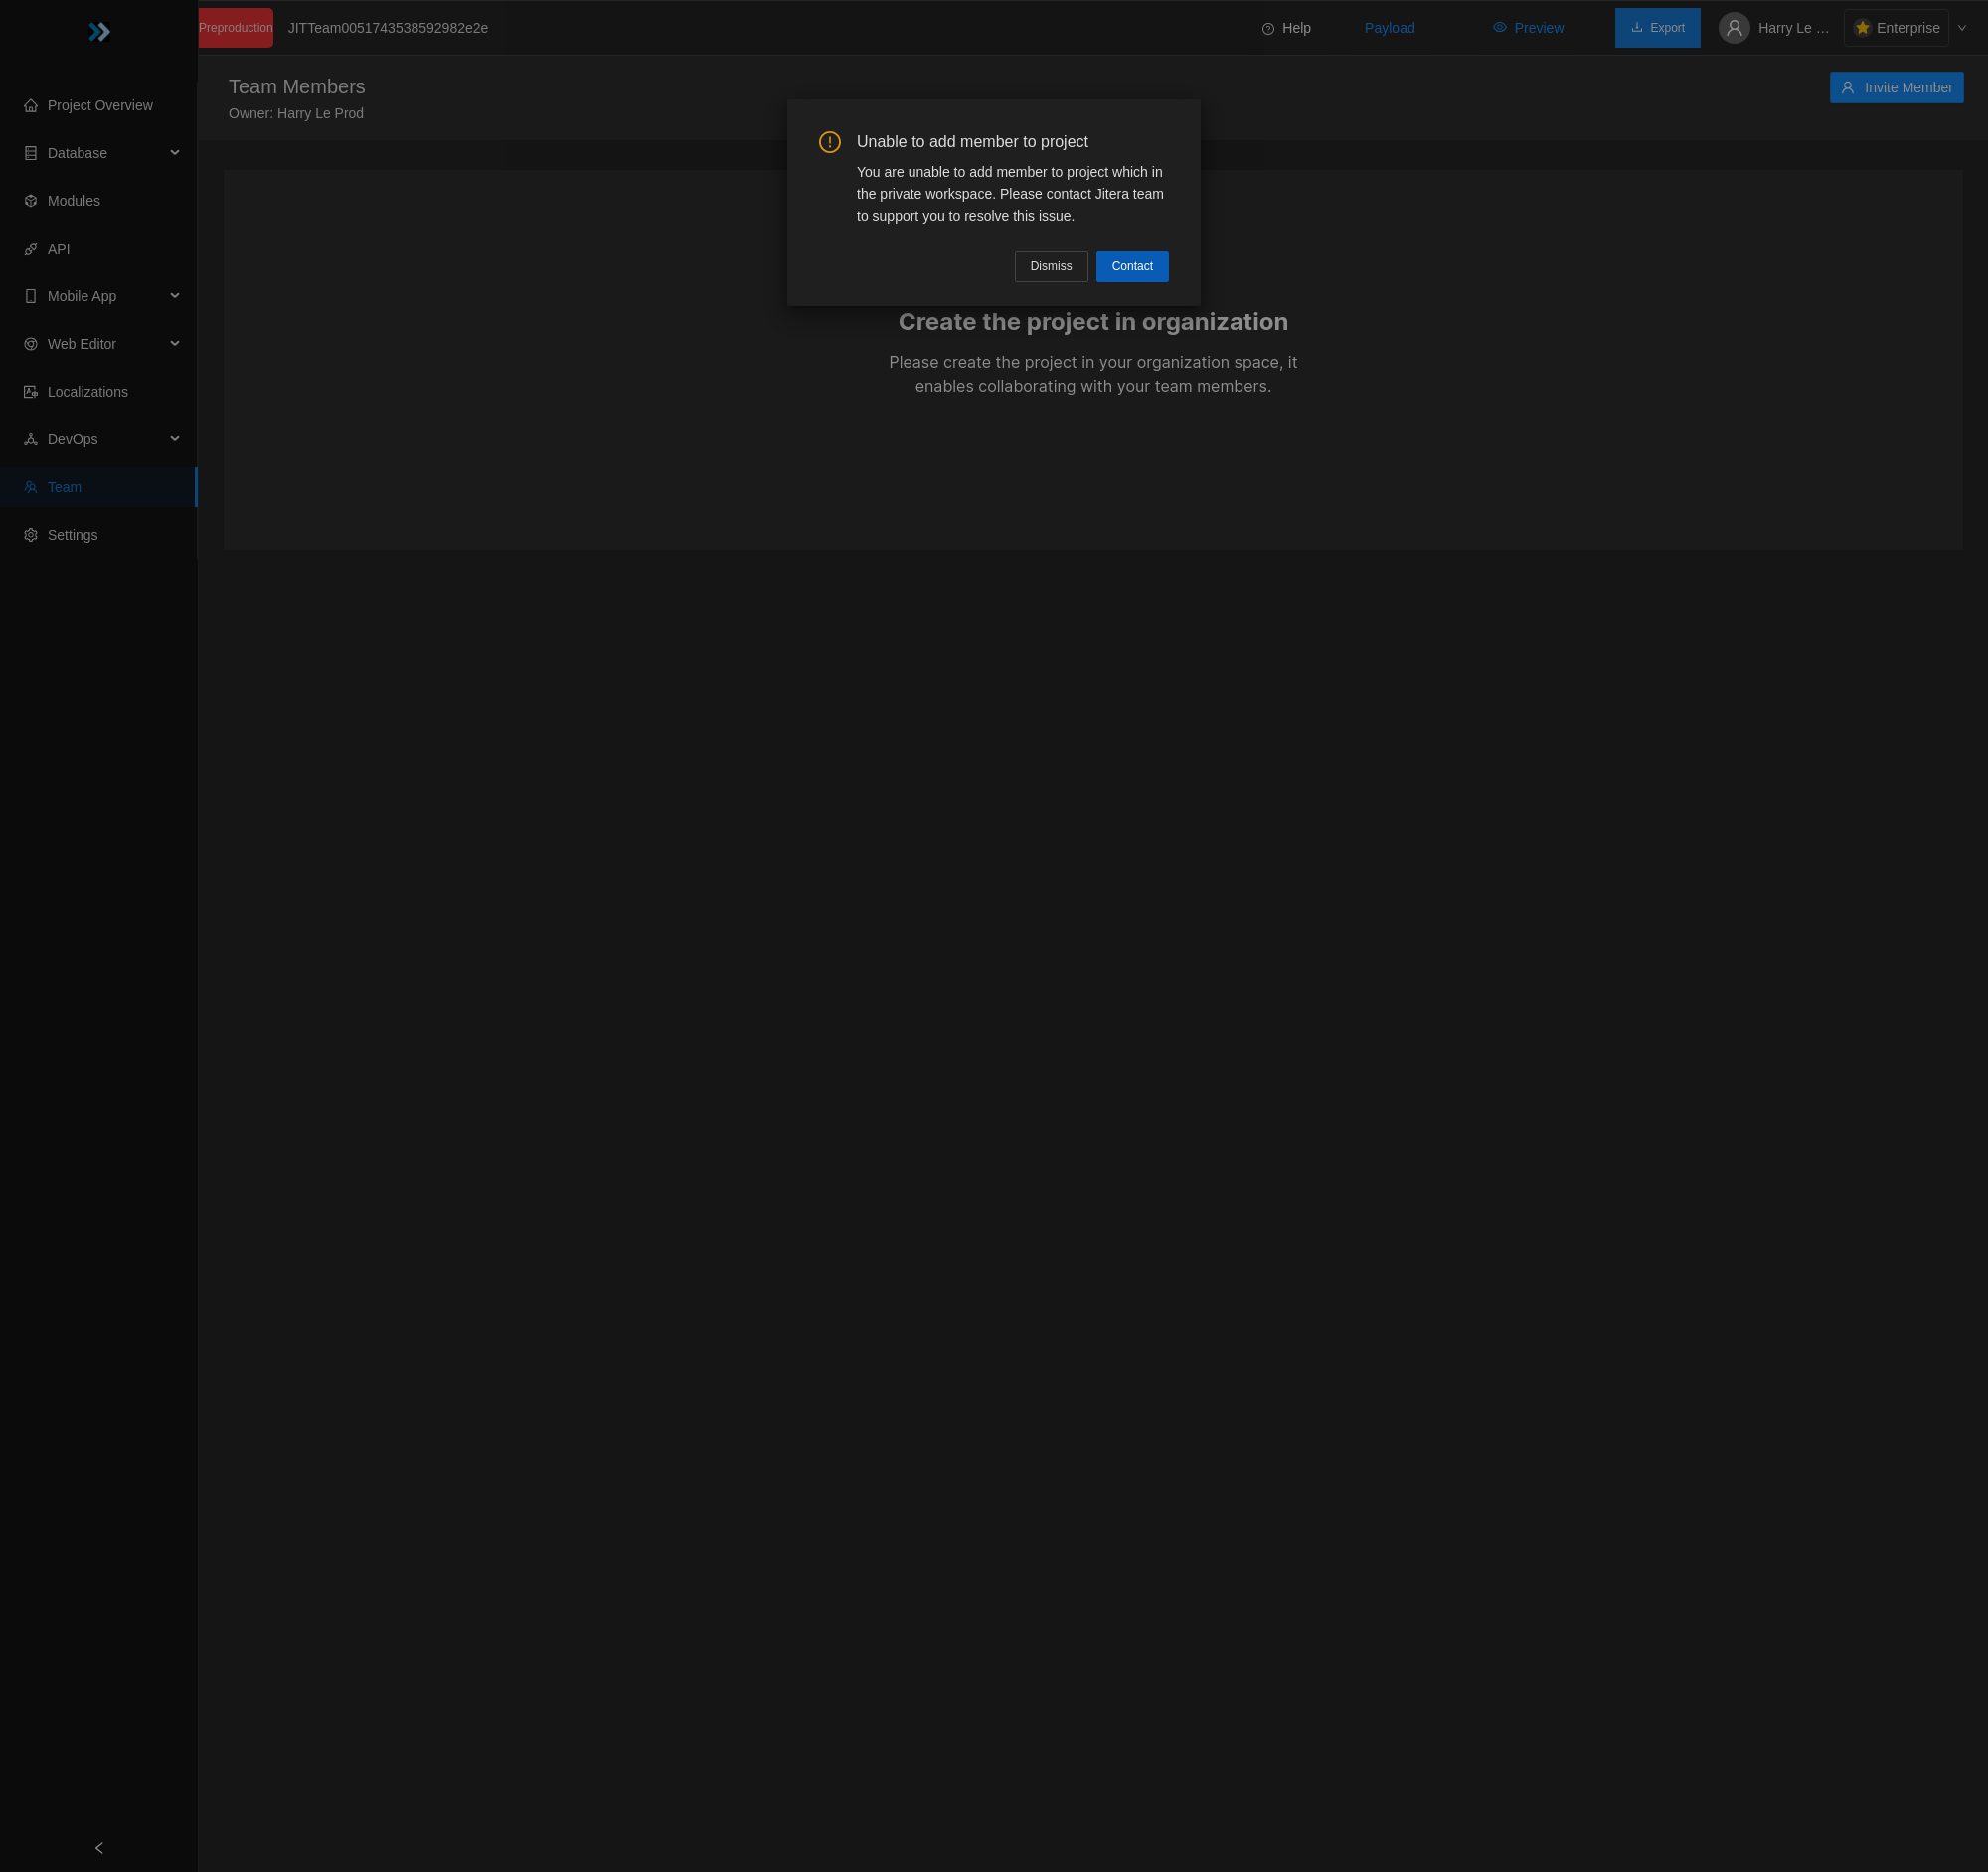 Preproduction JITTeam0051743538592982e2e Help Payload Preview Export Harry Le ... Enterprise
Project Overview
Database
Modules
API
Mobile App
Web Editor
Localizations
DevOps
Team
Settings
Team Members
Owner: Harry Le Prod
Invite Member
Unable to add member to project
You are unable to add member to project which in
the private workspace. Please contact Jitera team
to support you to resolve this issue.
Dismiss Contact
Create the project in organization
Please create the project in your organization space, it
enables collaborating with your team members.